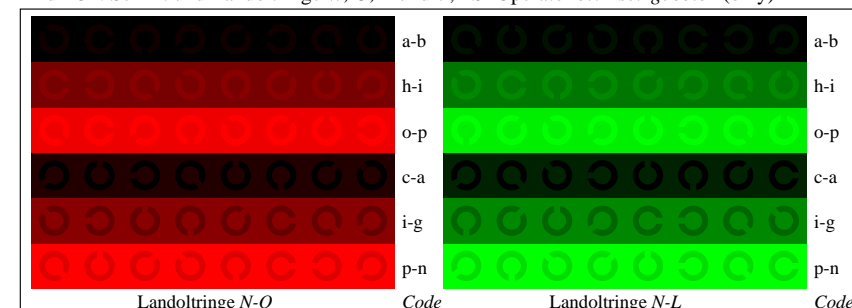 a-b a-b
h-i h-i
o-p o-p
c-a c-a
i-g i-g
p-n p-n
Landoltringe N-O Code Landoltringe N-L Code